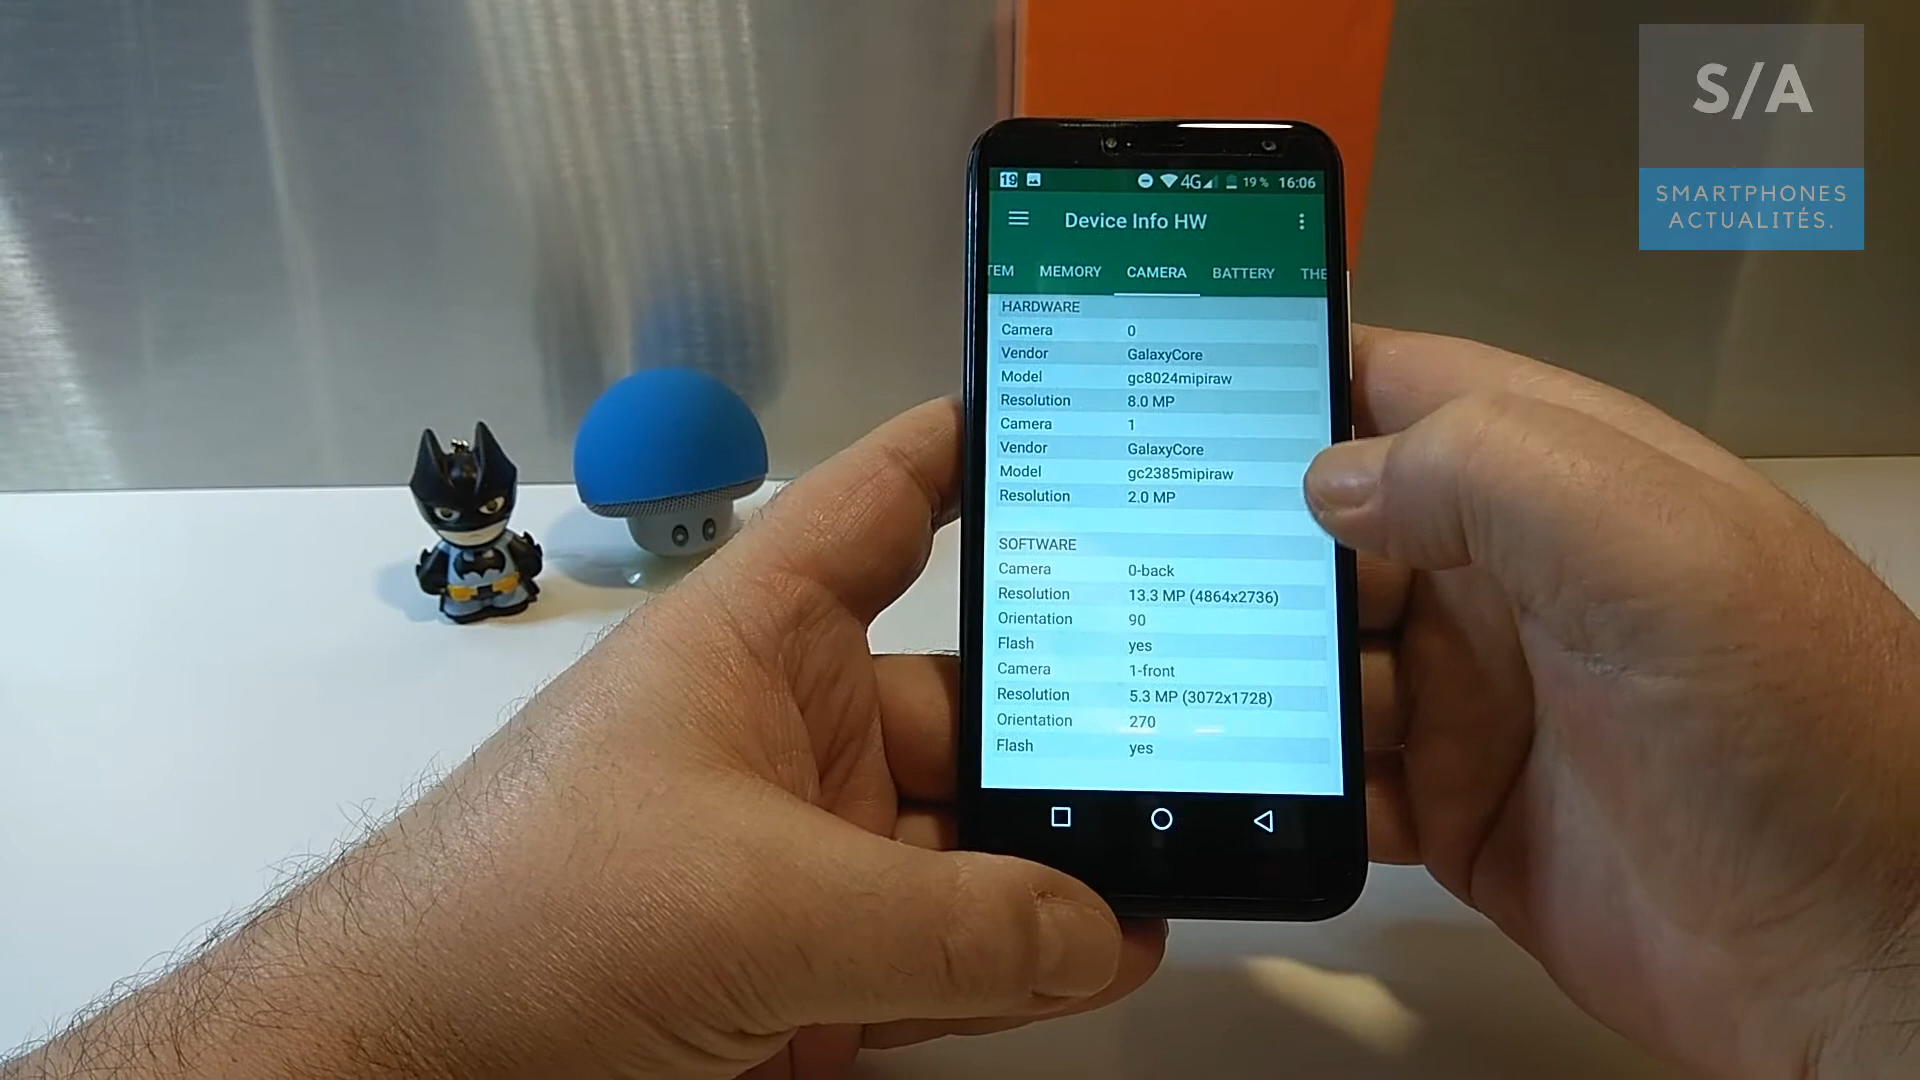 S/A
SMARTPHONES
ACTUALITÉS.
19 4G 19 % 16:06
Device Info HW
TEM MEMORY CAMERA BATTERY THE
HARDWARE
Camera 0
Vendor GalaxyCore
Model gc8024mipiraw
Resolution 8.0 MP
Camera 1
Vendor GalaxyCore
Model gc2385mipiraw
Resolution 2.0 MP
SOFTWARE
Camera 0-back
Resolution 13.3 MP (4864x2736)
Orientation 90
Flash yes
Camera 1-front
Resolution 5.3 MP (3072x1728)
Orientation 270
Flash yes